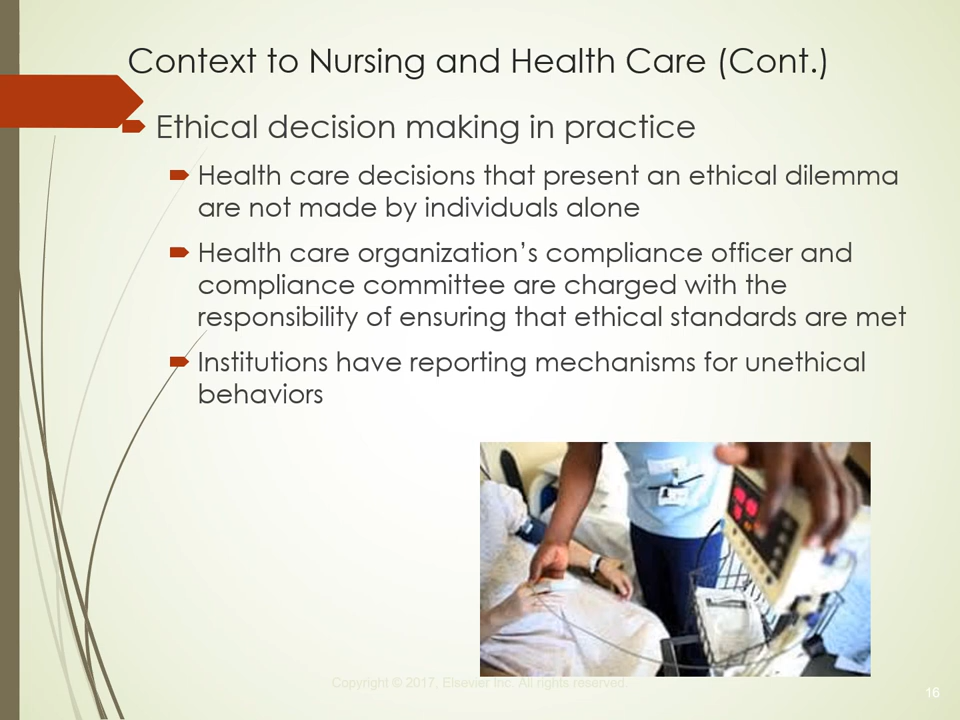 Context to Nursing and Health Care (Cont.)
Ethical decision making in practice
Health care decisions that present an ethical dilemma
are not made by individuals alone
Health care organization’s compliance officer and
compliance committee are charged with the
responsibility of ensuring that ethical standards are met
Institutions have reporting mechanisms for unethical
behaviors
Copyright © 2017, Elsevier Inc. All rights reserved.
16